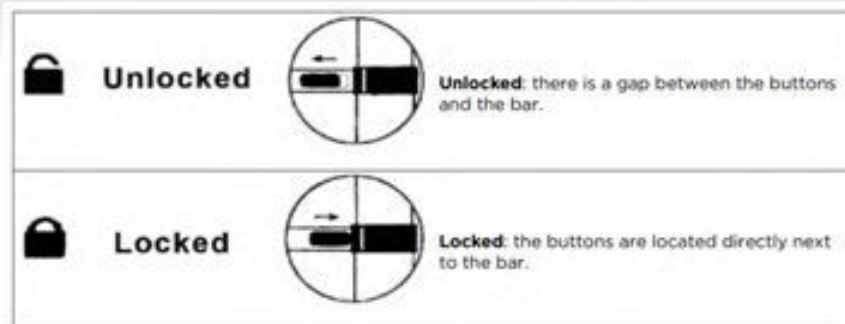 Unlocked
Unlocked: there is a gap between the buttons
and the bar.
Locked
Locked: the buttons are located directly next
to the bar.